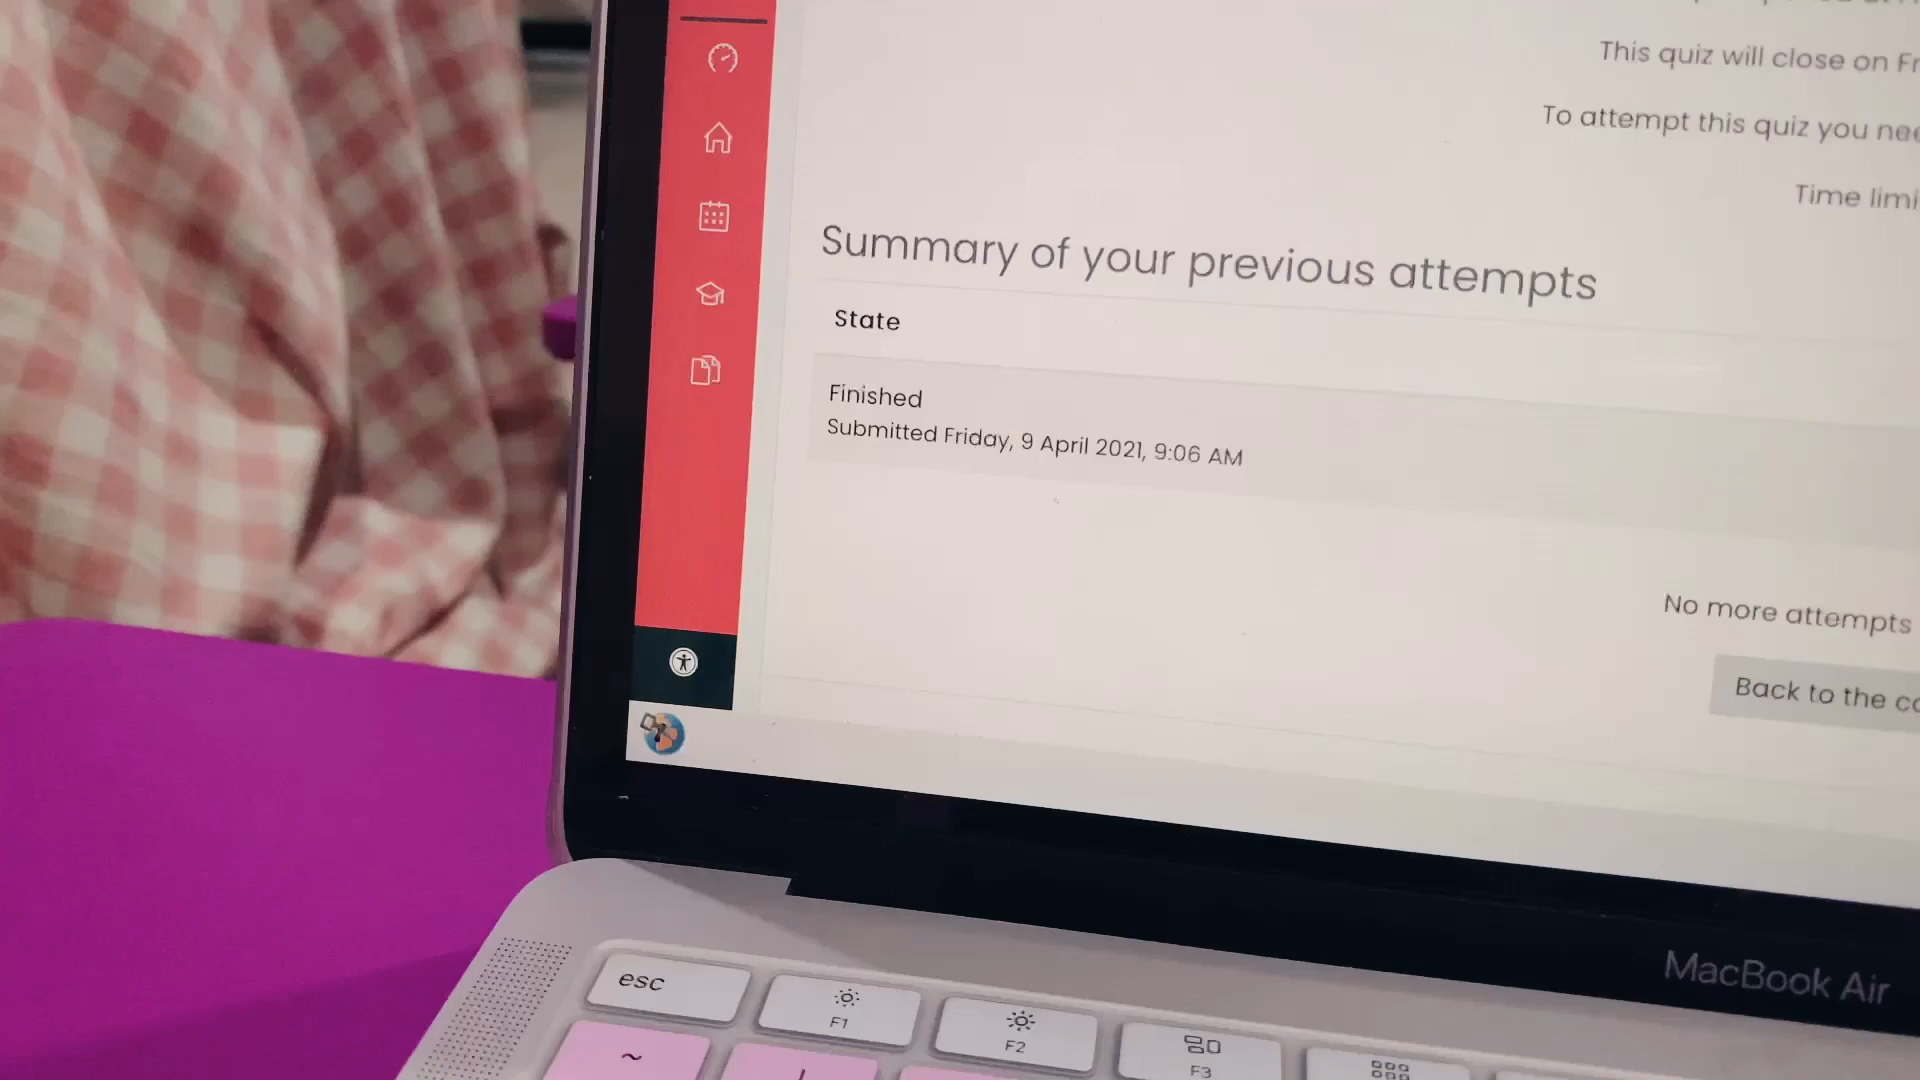 This quiz will close on
To attempt this quiz you
Time
Summary of your previous attempts
State
Finished
Submitted Friday, 9 April 2021, 9:06 AM
No more attempts
Back to the
MacBook Air
esc
F1
F2
F3
~